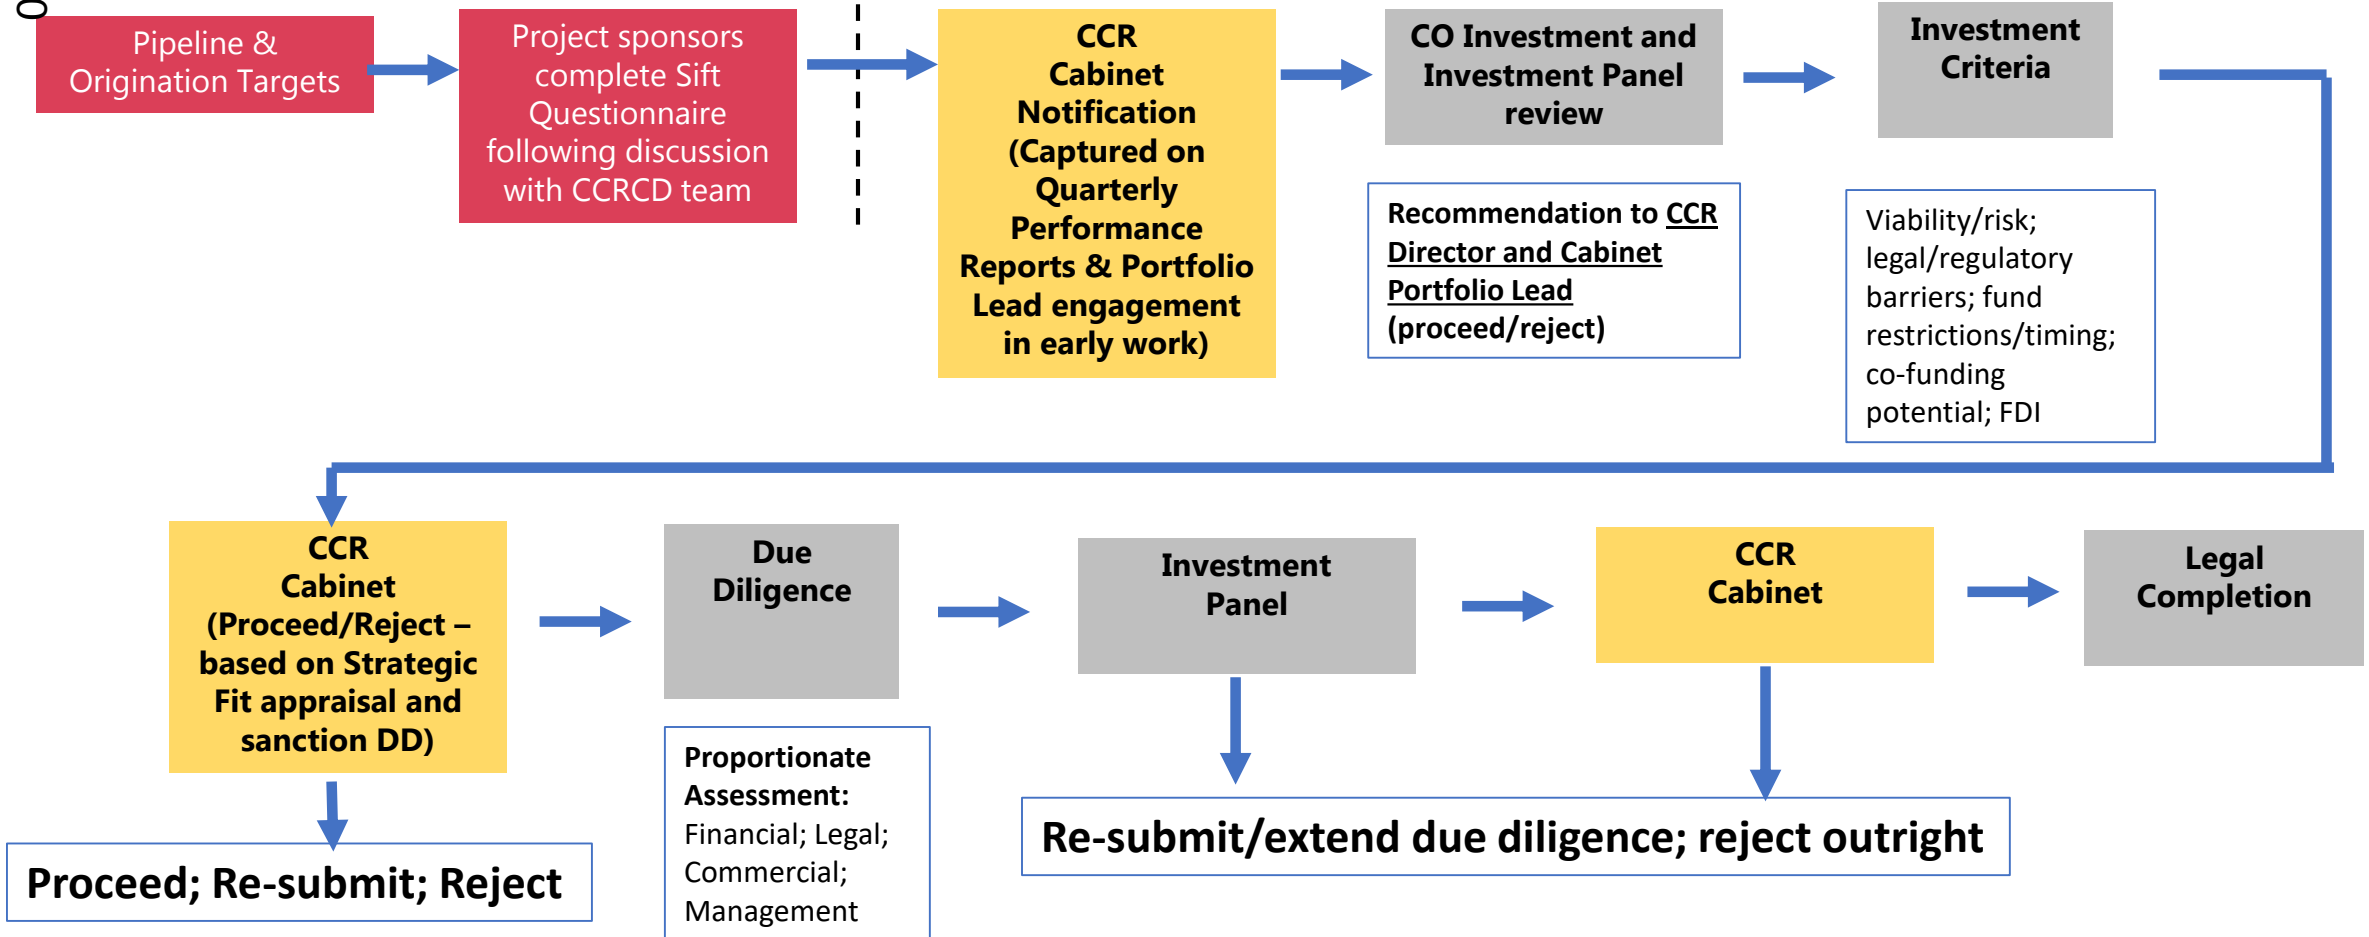 Pipeline &
Origination Targets
Project sponsors
complete Sift
Questionnaire
following discussion
with CCRCD team
CCR
Cabinet
Notification
(Captured on
Quarterly
Performance
Reports & Portfolio
Lead engagement
in early work)
CO Investment and
Investment Panel
review
Recommendation to CCR
Director and Cabinet
Portfolio Lead
(proceed/reject)
Investment
Criteria
Viability/risk;
legal/regulatory
barriers; fund
restrictions/timing;
co-funding
potential; FDI
CCR
Cabinet
(Proceed/Reject –
based on Strategic
Fit appraisal and
sanction DD)
Proceed; Re-submit; Reject
Due
Diligence
Proportionate
Assessment:
Financial; Legal;
Commercial;
Management
Investment
Panel
CCR
Cabinet
Re-submit/extend due diligence; reject outright
Legal
Completion